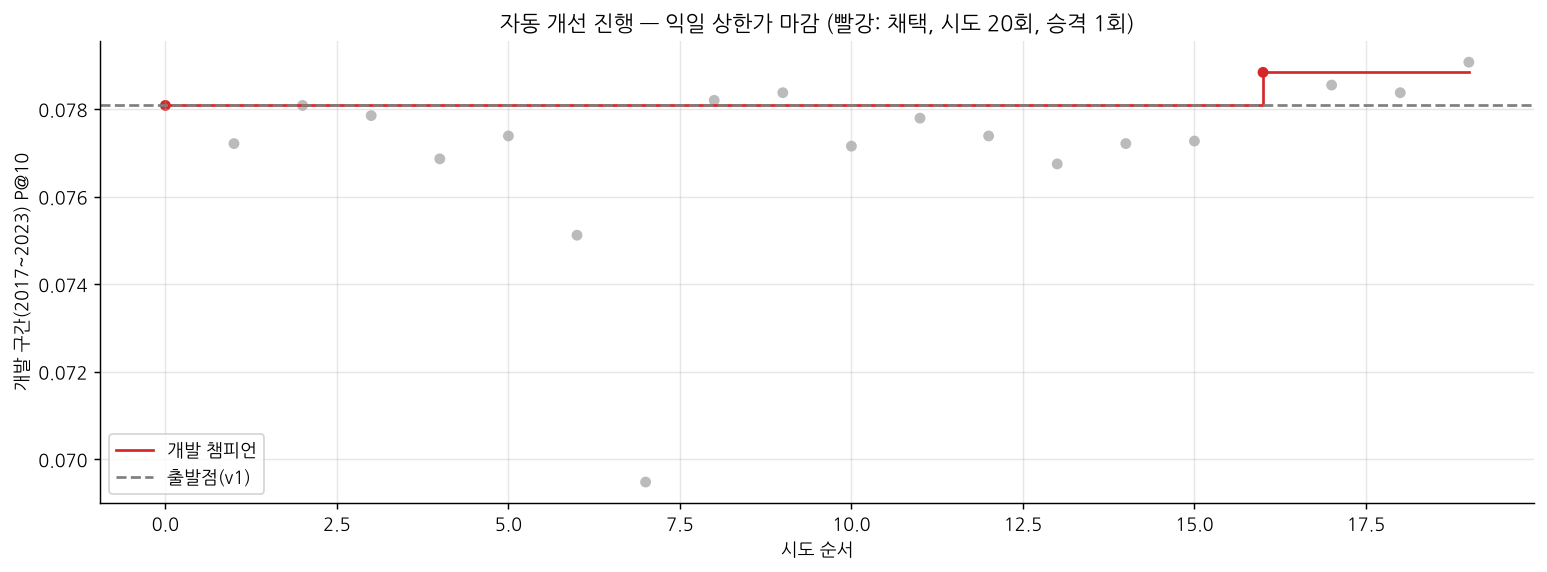 자동 개선 진행 — 익일 상한가 마감 (빨강: 채택, 시도 20회, 승격 1회)
개발 구간(2017~2023) P@10
0.078
0.076
0.074
0.072
0.070
개발 챔피언
출발점(v1)
0.0 2.5 5.0 7.5 10.0 12.5 15.0 17.5
시도 순서